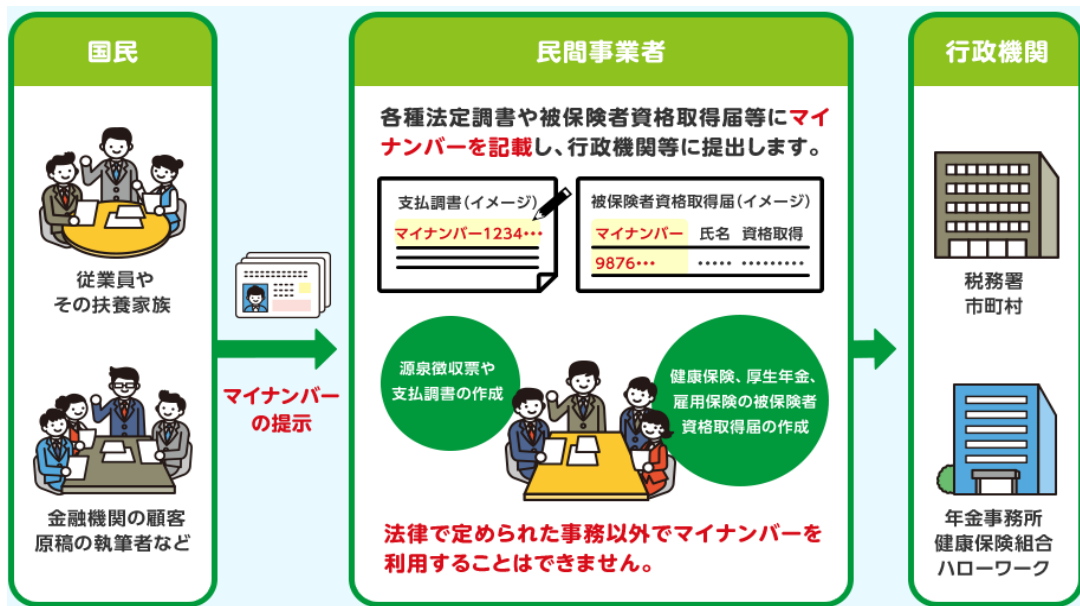 国民
従業員や
その扶養家族
金融機関の顧客
原稿の執筆者など
マイナンバー
の提示
民間事業者
各種法定調書や被保険者資格取得届等にマイ
ナンバーを記載し、行政機関等に提出します。
支払調書(イメージ)
マイナンバー1234･･･
被保険者資格取得届(イメージ)
マイナンバー 氏名 資格取得
9876･･･ ･････ ･････････
源泉徴収票や
支払調書の作成
健康保険、厚生年金、
雇用保険の被保険者
資格取得届の作成
法律で定められた事務以外でマイナンバーを
利用することはできません。
行政機関
税務署
市町村
年金事務所
健康保険組合
ハローワーク